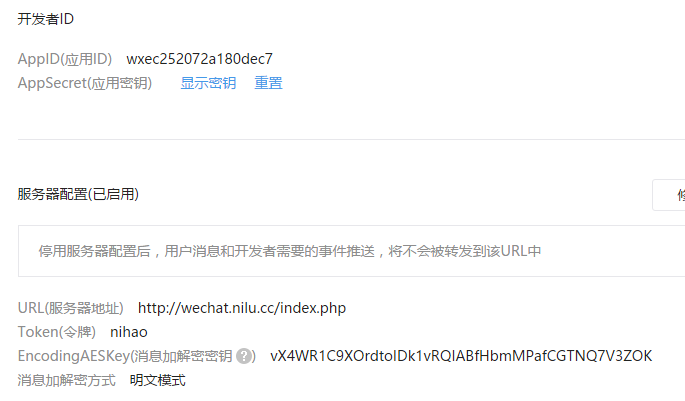 开发者ID
AppID(应用ID) wxec252072a180dec7
AppSecret(应用密钥) 显示密钥 重置
服务器配置(已启用)
停用服务器配置后，用户消息和开发者需要的事件推送，将不会被转发到该URL中
URL(服务器地址) http://wechat.nilu.cc/index.php
Token(令牌) nihao
EncodingAESKey(消息加解密密钥 ?) vX4WR1C9XOrdtoIDk1vRQIABfHbmMPafCGTNQ7V3ZOK
消息加解密方式 明文模式